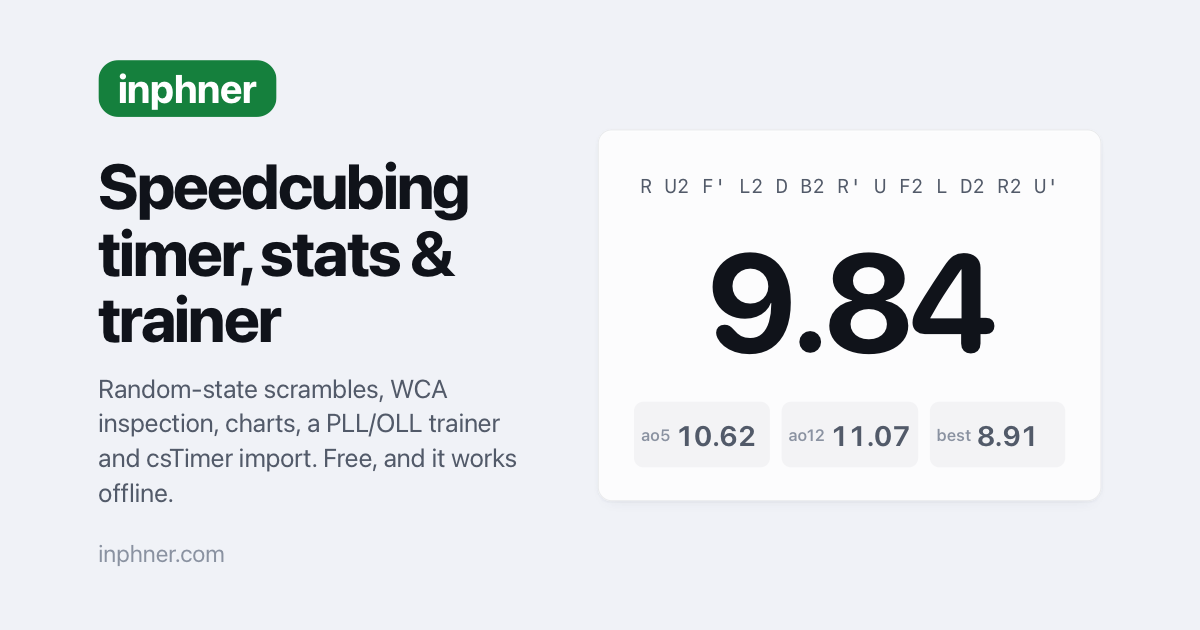 inphner
Speedcubing
timer, stats &
trainer
Random-state scrambles, WCA
inspection, charts, a PLL/OLL trainer
and csTimer import. Free, and it works
offline.
inphner.com
R U2 F' L2 D B2 R' U F2 L D2 R2 U'
9.84
ao5 10.62
ao12 11.07
best 8.91